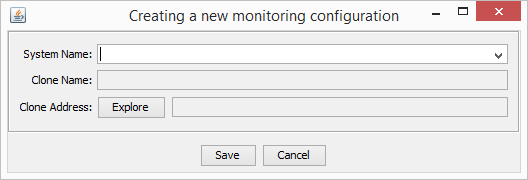 Creating a new monitoring configuration
System Name:
Clone Name:
Clone Address: Explore
Save Cancel